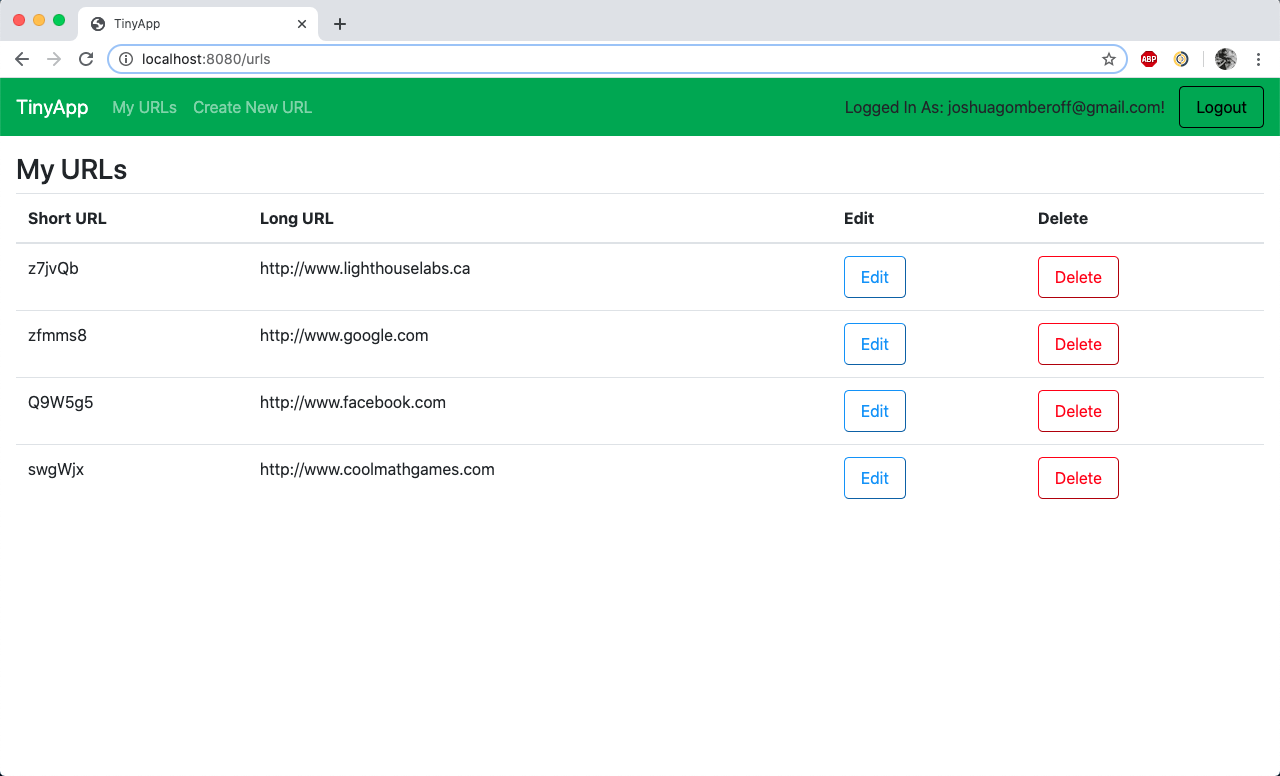 TinyApp
localhost:8080/urls
ABP
TinyApp My URLs Create New URL Logged In As: joshuagomberoff@gmail.com! Logout
My URLs
Short URL Long URL Edit Delete
z7jvQb http://www.lighthouselabs.ca Edit Delete
zfmms8 http://www.google.com Edit Delete
Q9W5g5 http://www.facebook.com Edit Delete
swgWjx http://www.coolmathgames.com Edit Delete